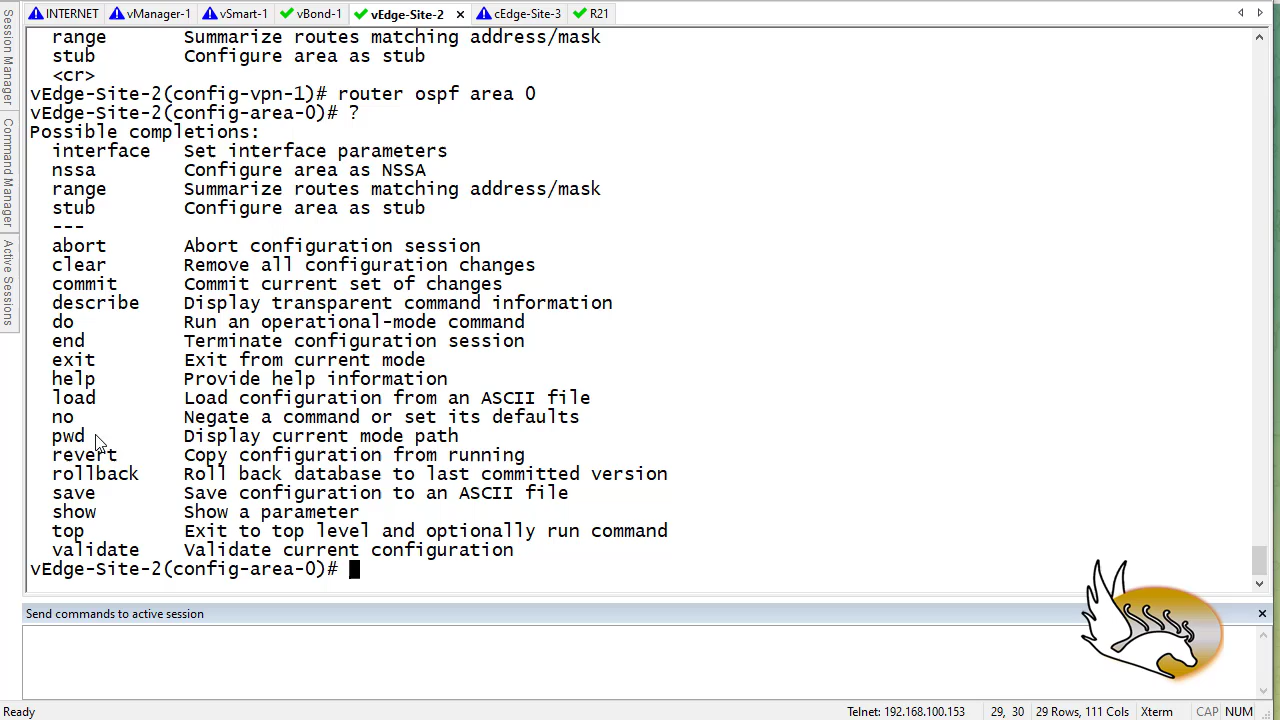 INTERNET vManager-1 vSmart-1 vBond-1 vEdge-Site-2 × cEdge-Site-3 R21
Session Manager
Command Manager
Active Sessions
range Summarize routes matching address/mask
stub Configure area as stub
<cr>
vEdge-Site-2(config-vpn-1)# router ospf area 0
vEdge-Site-2(config-area-0)# ?
Possible completions:
interface Set interface parameters
nssa Configure area as NSSA
range Summarize routes matching address/mask
stub Configure area as stub
---
abort Abort configuration session
clear Remove all configuration changes
commit Commit current set of changes
describe Display transparent command information
do Run an operational-mode command
end Terminate configuration session
exit Exit from current mode
help Provide help information
load Load configuration from an ASCII file
no Negate a command or set its defaults
pwd Display current mode path
revert Copy configuration from running
rollback Roll back database to last committed version
save Save configuration to an ASCII file
show Show a parameter
top Exit to top level and optionally run command
validate Validate current configuration
vEdge-Site-2(config-area-0)#
Send commands to active session ×
Ready Telnet: 192.168.100.153 29, 30 29 Rows, 111 Cols Xterm CAP NUM